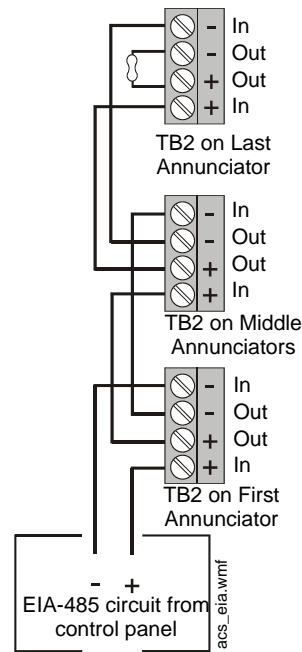 - In
- Out
+ Out
+ In
TB2 on Last
Annunciator
- In
- Out
+ Out
+ In
TB2 on Middle
Annunciators
- In
- Out
+ Out
+ In
TB2 on First
Annunciator
- +
EIA-485 circuit from
control panel
acs_eia.wmf